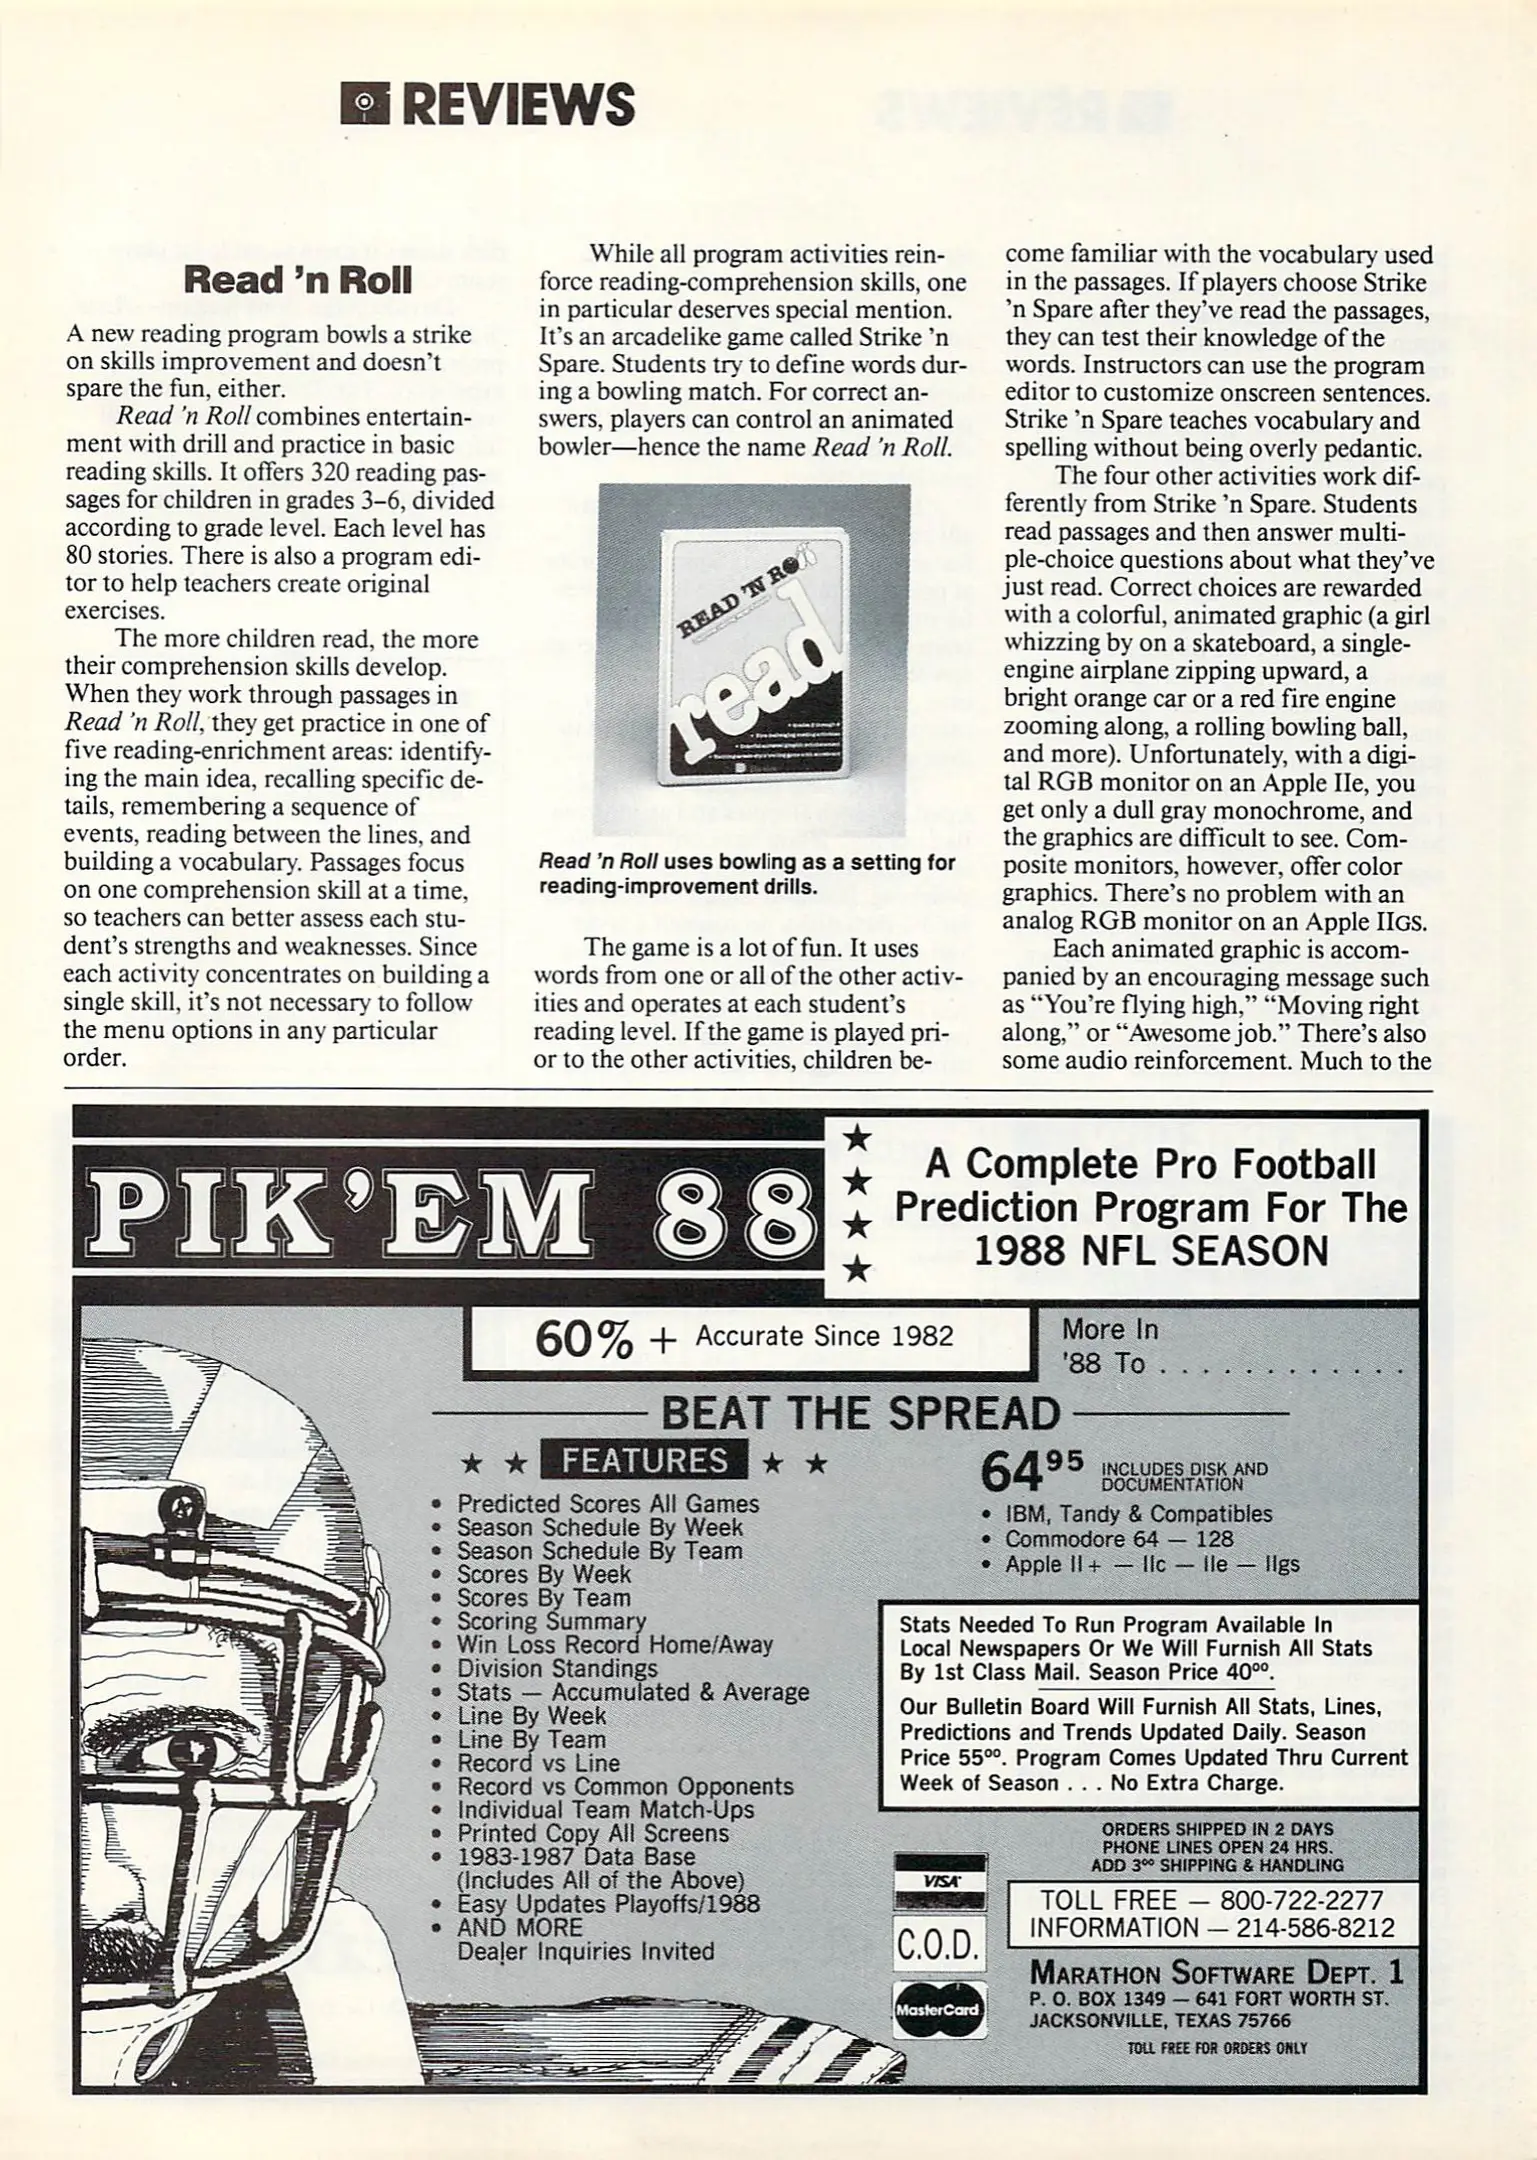 REVIEWS
Read ’n Roll
A new reading program bowls a strike
on skills improvement and doesn’t
spare the fun, either.
Read ’n Roll combines entertain-
ment with drill and practice in basic
reading skills. It offers 320 reading pas-
sages for children in grades 3–6, divided
according to grade level. Each level has
80 stories. There is also a program edi-
tor to help teachers create original
exercises.
The more children read, the more
their comprehension skills develop.
When they work through passages in
Read ’n Roll, they get practice in one of
five reading-enrichment areas: identify-
ing the main idea, recalling specific de-
tails, remembering a sequence of
events, reading between the lines, and
building a vocabulary. Passages focus
on one comprehension skill at a time,
so teachers can better assess each stu-
dent’s strengths and weaknesses. Since
each activity concentrates on building a
single skill, it’s not necessary to follow
the menu options in any particular
order.
While all program activities rein-
force reading-comprehension skills, one
in particular deserves special mention.
It’s an arcadelike game called Strike ’n
Spare. Students try to define words dur-
ing a bowling match. For correct an-
swers, players can control an animated
bowler—hence the name Read ’n Roll.
READ ’N ROLL
read
Read ’n Roll uses bowling as a setting for
reading-improvement drills.
The game is a lot of fun. It uses
words from one or all of the other activ-
ities and operates at each student’s
reading level. If the game is played pri-
or to the other activities, children be-
come familiar with the vocabulary used
in the passages. If players choose Strike
’n Spare after they’ve read the passages,
they can test their knowledge of the
words. Instructors can use the program
editor to customize onscreen sentences.
Strike ’n Spare teaches vocabulary and
spelling without being overly pedantic.
The four other activities work dif-
ferently from Strike ’n Spare. Students
read passages and then answer multi-
ple-choice questions about what they’ve
just read. Correct choices are rewarded
with a colorful, animated graphic (a girl
whizzing by on a skateboard, a single-
engine airplane zipping upward, a
bright orange car or a red fire engine
zooming along, a rolling bowling ball,
and more). Unfortunately, with a digi-
tal RGB monitor on an Apple IIe, you
get only a dull gray monochrome, and
the graphics are difficult to see. Com-
posite monitors, however, offer color
graphics. There’s no problem with an
analog RGB monitor on an Apple IIGS.
Each animated graphic is accom-
panied by an encouraging message such
as “You’re flying high,” “Moving right
along,” or “Awesome job.” There’s also
some audio reinforcement. Much to the
PIK’EM 88
A Complete Pro Football
Prediction Program For The
1988 NFL SEASON
60% + Accurate Since 1982
More In
’88 To . . . . . . . . . . . .
BEAT THE SPREAD
★ ★ FEATURES ★ ★
• Predicted Scores All Games
• Season Schedule By Week
• Season Schedule By Team
• Scores By Week
• Scores By Team
• Scoring Summary
• Win Loss Record Home/Away
• Division Standings
• Stats — Accumulated & Average
• Line By Week
• Line By Team
• Record vs Line
• Record vs Common Opponents
• Individual Team Match-Ups
• Printed Copy All Screens
• 1983-1987 Data Base
(Includes All of the Above)
• Easy Updates Playoffs/1988
• AND MORE
Dealer Inquiries Invited
64⁹⁵ INCLUDES DISK AND
DOCUMENTATION
• IBM, Tandy & Compatibles
• Commodore 64 — 128
• Apple II+ — IIc — IIe — IIgs
Stats Needed To Run Program Available In
Local Newspapers Or We Will Furnish All Stats
By 1st Class Mail. Season Price 40⁰⁰.
Our Bulletin Board Will Furnish All Stats, Lines,
Predictions and Trends Updated Daily. Season
Price 55⁰⁰. Program Comes Updated Thru Current
Week of Season . . . No Extra Charge.
ORDERS SHIPPED IN 2 DAYS
PHONE LINES OPEN 24 HRS.
ADD 3⁰⁰ SHIPPING & HANDLING
VISA
C.O.D.
MasterCard
TOLL FREE — 800-722-2277
INFORMATION — 214-586-8212
MARATHON SOFTWARE DEPT. 1
P. O. BOX 1349 — 641 FORT WORTH ST.
JACKSONVILLE, TEXAS 75766
TOLL FREE FOR ORDERS ONLY